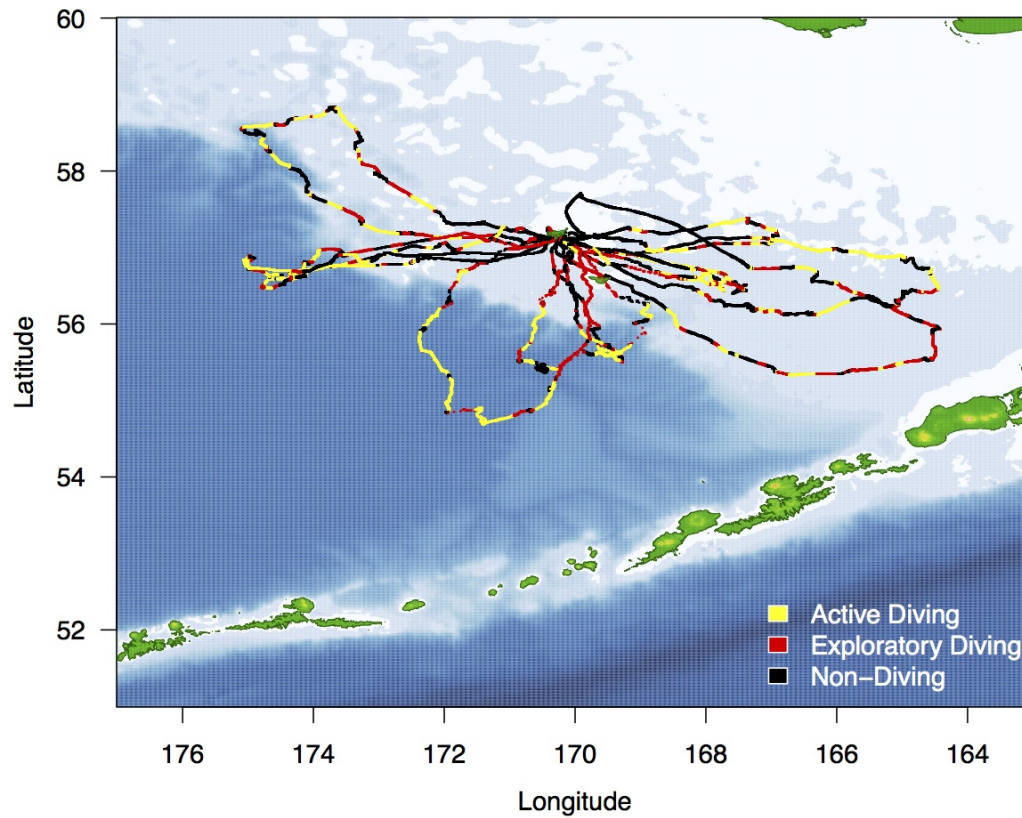 60
58
56
54
52
Latitude
Active Diving
Exploratory Diving
Non−Diving
176 174 172 170 168 166 164
Longitude